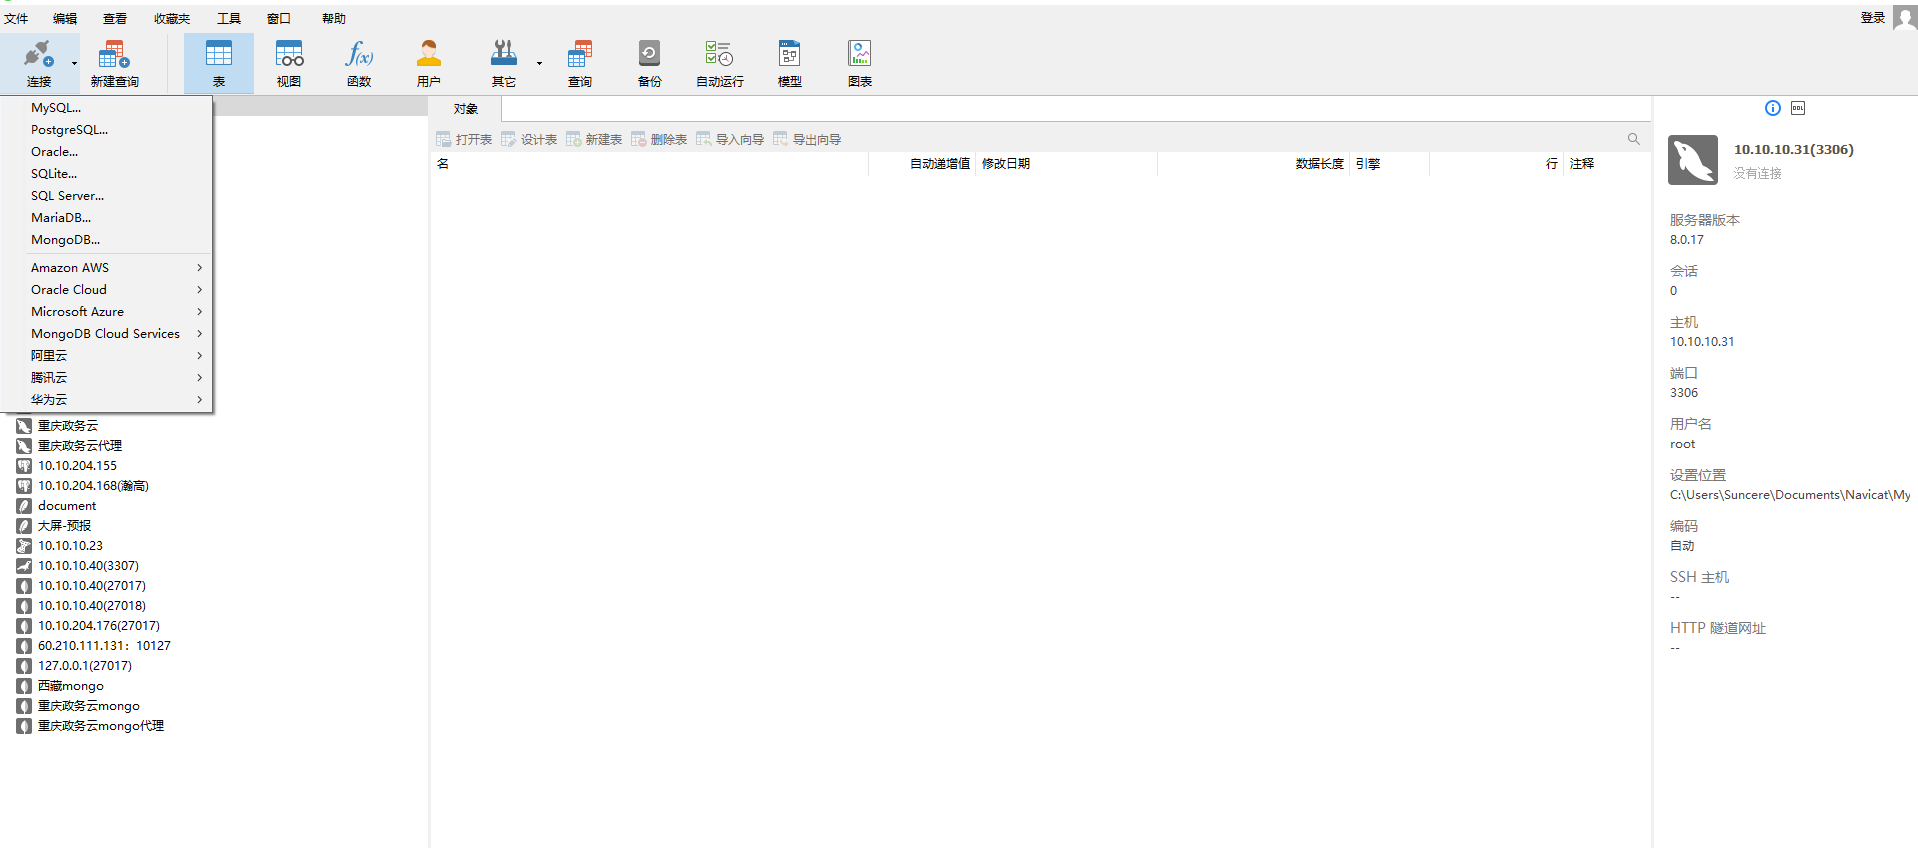 文件 编辑 查看 收藏夹 工具 窗口 帮助 登录
连接 新建查询 表 视图 函数 用户 其它 查询 备份 自动运行 模型 图表
MySQL...
PostgreSQL...
Oracle...
SQLite...
SQL Server...
MariaDB...
MongoDB...
Amazon AWS
Oracle Cloud
Microsoft Azure
MongoDB Cloud Services
阿里云
腾讯云
华为云
重庆政务云
重庆政务云代理
10.10.204.155
10.10.204.168(瀚高)
document
大屏-预报
10.10.10.23
10.10.10.40(3307)
10.10.10.40(27017)
10.10.10.40(27018)
10.10.204.176(27017)
60.210.111.131：10127
127.0.0.1(27017)
西藏mongo
重庆政务云mongo
重庆政务云mongo代理
对象
打开表 设计表 新建表 删除表 导入向导 导出向导
名 自动递增值 修改日期 数据长度 引擎 行 注释
DDL
10.10.10.31(3306)
没有连接
服务器版本
8.0.17
会话
0
主机
10.10.10.31
端口
3306
用户名
root
设置位置
C:\Users\Suncere\Documents\Navicat\My
编码
自动
SSH 主机
--
HTTP 隧道网址
--